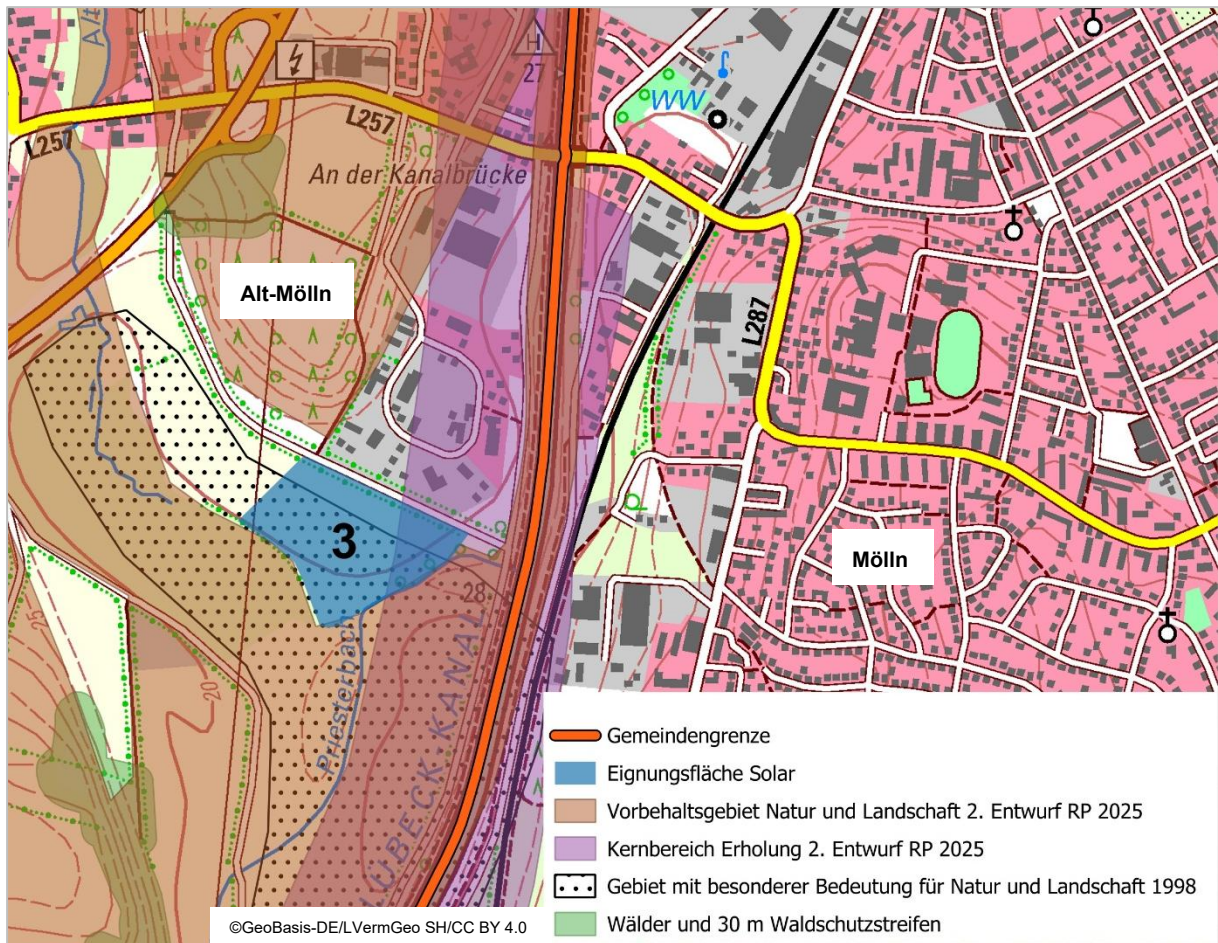 Alt
H
27
L257
L257
An der Kanalbrücke
WW
Alt-Mölln
L287
3
Mölln
28
25
20
Priesterbach
LÜBECK-KANAL
Gemeindengrenze
Eignungsfläche Solar
Vorbehaltsgebiet Natur und Landschaft 2. Entwurf RP 2025
Kernbereich Erholung 2. Entwurf RP 2025
Gebiet mit besonderer Bedeutung für Natur und Landschaft 1998
Wälder und 30 m Waldschutzstreifen
©GeoBasis-DE/LVermGeo SH/CC BY 4.0